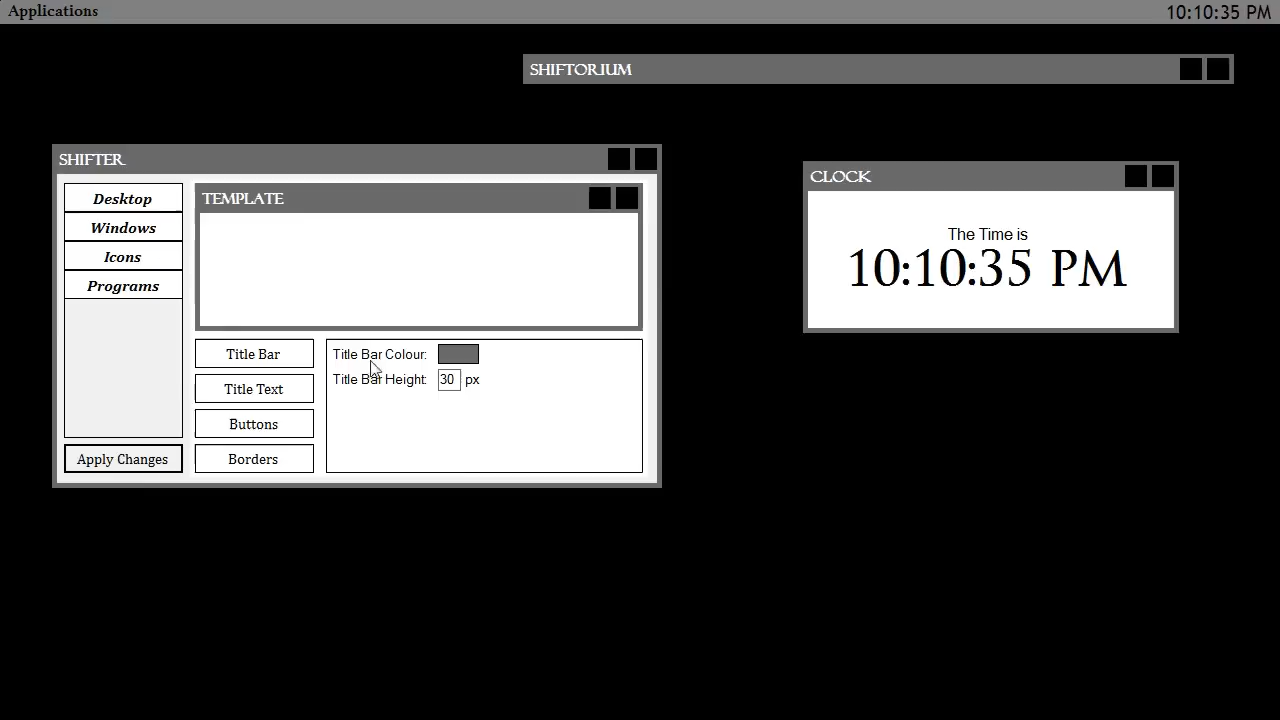 Applications
10:10:35 PM
SHIFTORIUM
SHIFTER
Desktop
Windows
Icons
Programs
Apply Changes
TEMPLATE
Title Bar
Title Text
Buttons
Borders
Title Bar Colour:
Title Bar Height: 30 px
CLOCK
The Time is
10:10:35 PM